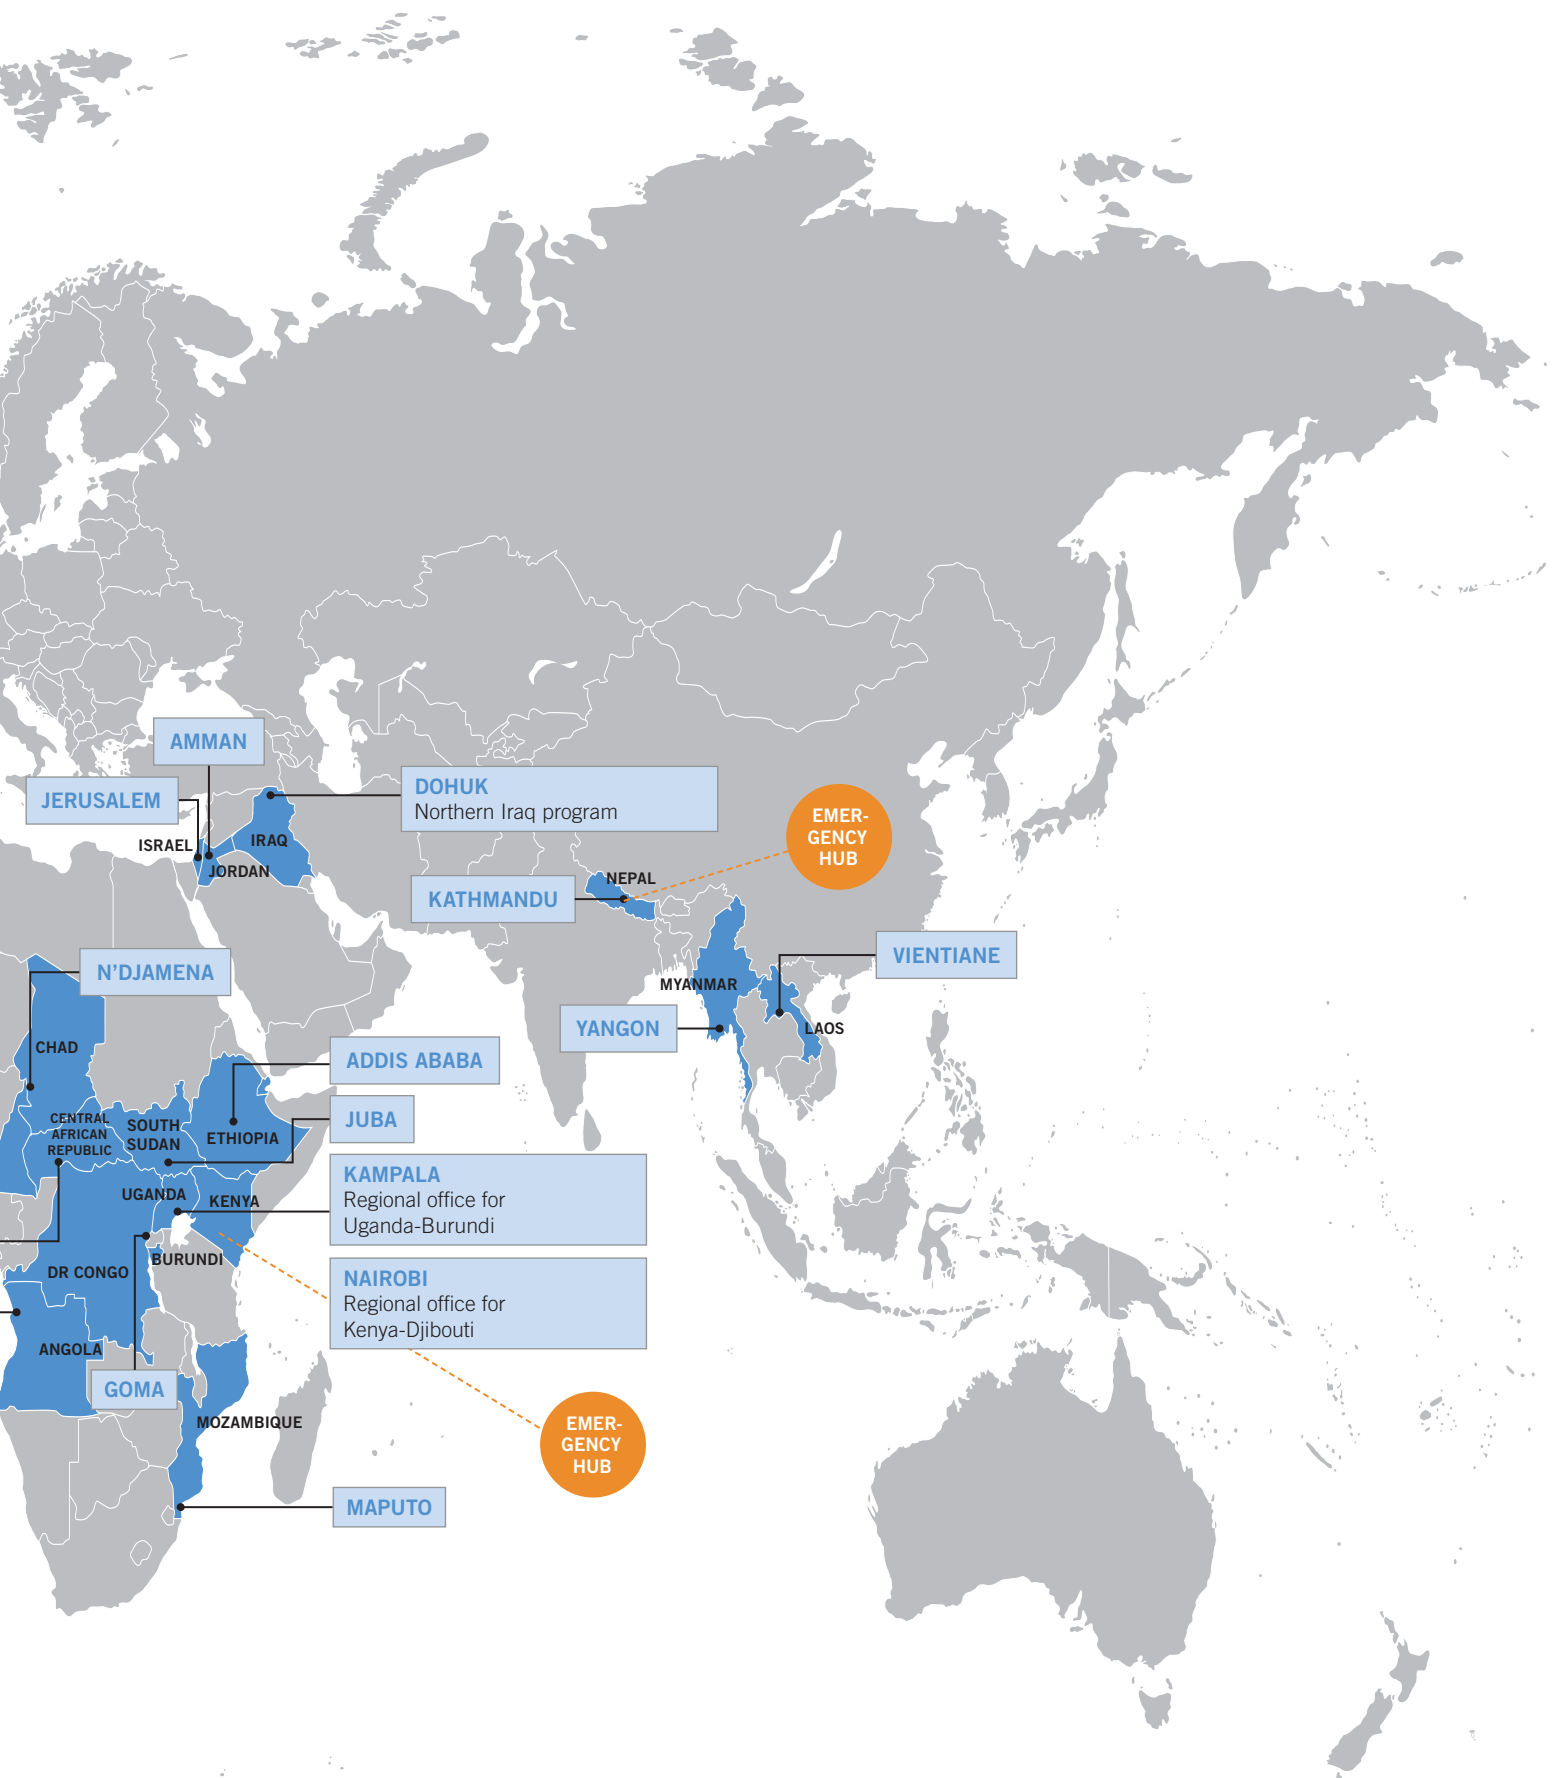 AMMAN
DOHUK
Northern Iraq program
JERUSALEM
EMER-
GENCY
HUB
ISRAEL
IRAQ
JORDAN
NEPAL
KATHMANDU
VIENTIANE
N'DJAMENA
MYANMAR
YANGON
LAOS
CHAD
ADDIS ABABA
CENTRAL
AFRICAN
REPUBLIC
SOUTH
SUDAN
ETHIOPIA
JUBA
KAMPALA
Regional office for
Uganda-Burundi
UGANDA
KENYA
BURUNDI
DR CONGO
NAIROBI
Regional office for
Kenya-Djibouti
ANGOLA
GOMA
MOZAMBIQUE
EMER-
GENCY
HUB
MAPUTO